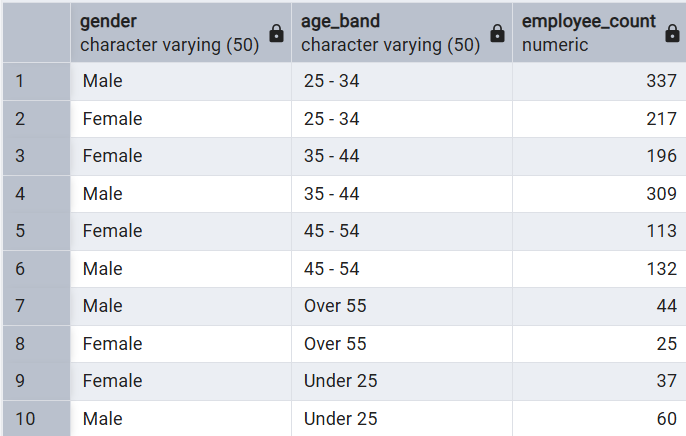 gender age_band employee_count
character varying (50) character varying (50) numeric
1 Male 25 - 34 337
2 Female 25 - 34 217
3 Female 35 - 44 196
4 Male 35 - 44 309
5 Female 45 - 54 113
6 Male 45 - 54 132
7 Male Over 55 44
8 Female Over 55 25
9 Female Under 25 37
10 Male Under 25 60